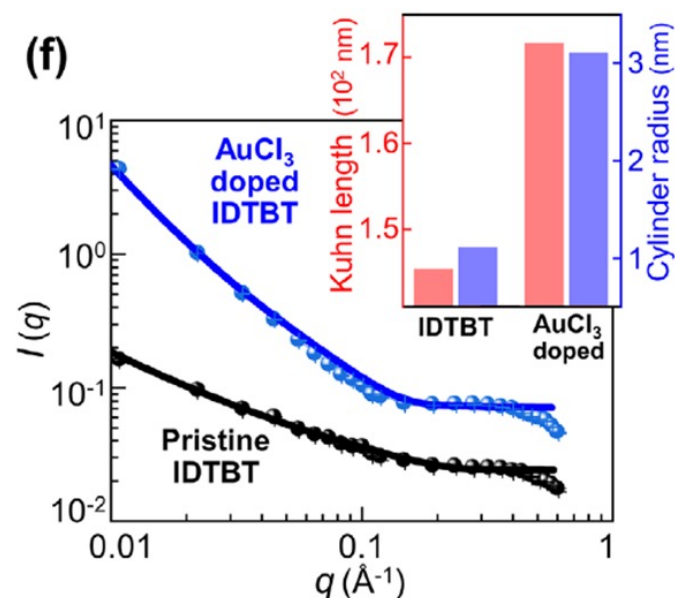 (f)
I(q)
10¹
10⁰
10⁻¹
10⁻²
0.01
0.1
1
q (Å⁻¹)
AuCl₃
doped
IDTBT
Pristine
IDTBT
Kuhn length (10² nm)
1.7
1.6
1.5
Cylinder radius (nm)
3
2
1
IDTBT
AuCl₃
doped